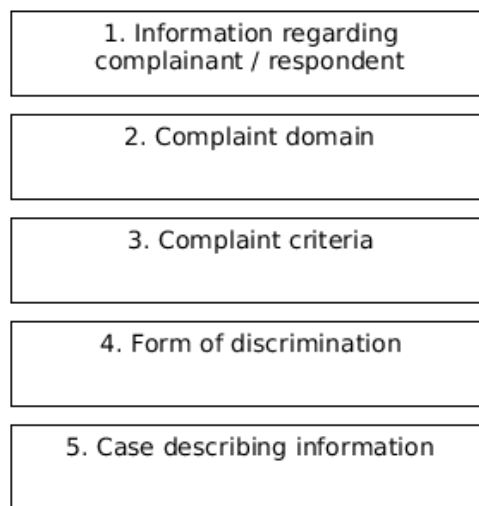 1. Information regarding
complainant / respondent
2. Complaint domain
3. Complaint criteria
4. Form of discrimination
5. Case describing information